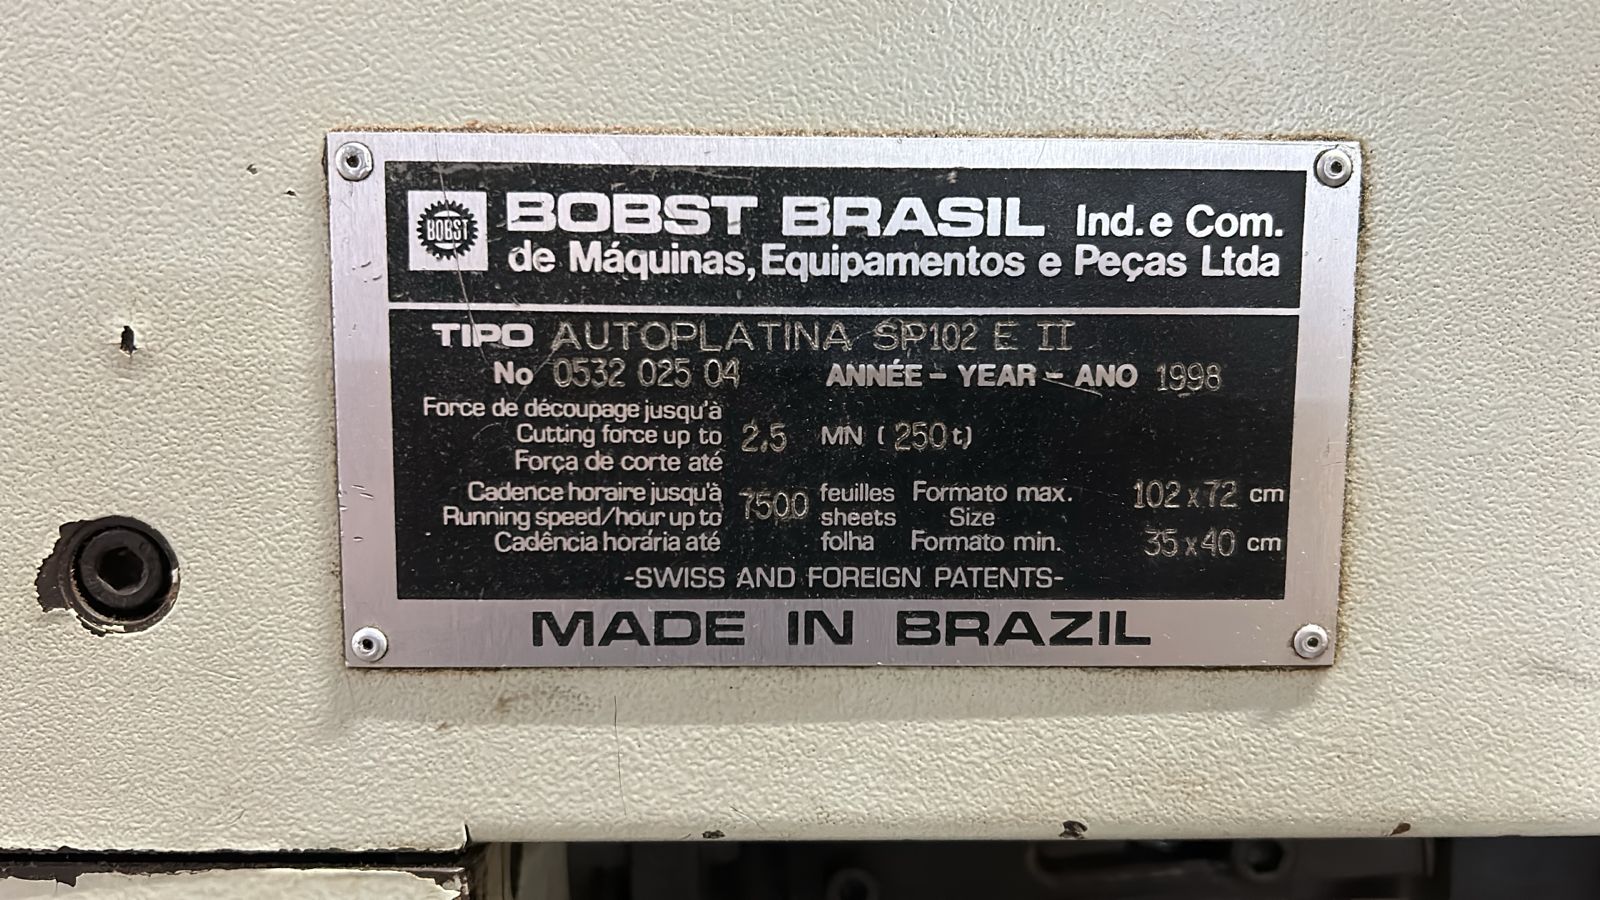 BOBST
BOBST BRASIL Ind. e Com.
de Máquinas, Equipamentos e Peças Ltda
TIPO AUTOPLATINA SP102 E II
No 0532 025 04 ANNÉE - YEAR - ANO 1998
Force de découpage jusqu'à
Cutting force up to 2.5 MN (250t)
Força de corte até
Cadence horaire jusqu'à 7500 feuilles Formato max. 102 x 72 cm
Running speed/hour up to sheets Size
Cadência horária até folha Formato min. 35 x 40 cm
-SWISS AND FOREIGN PATENTS-
MADE IN BRAZIL